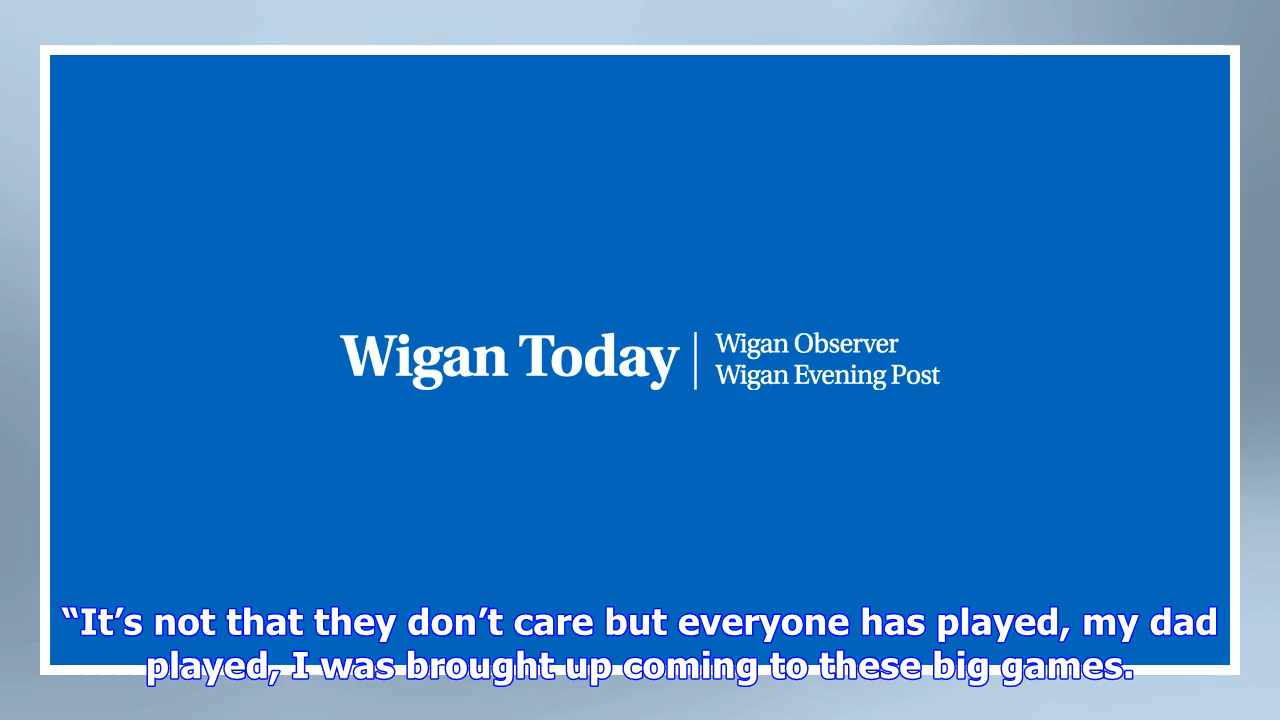 Wigan Today
Wigan Observer
Wigan Evening Post
“It’s not that they don’t care but everyone has played, my dad
played, I was brought up coming to these big games.